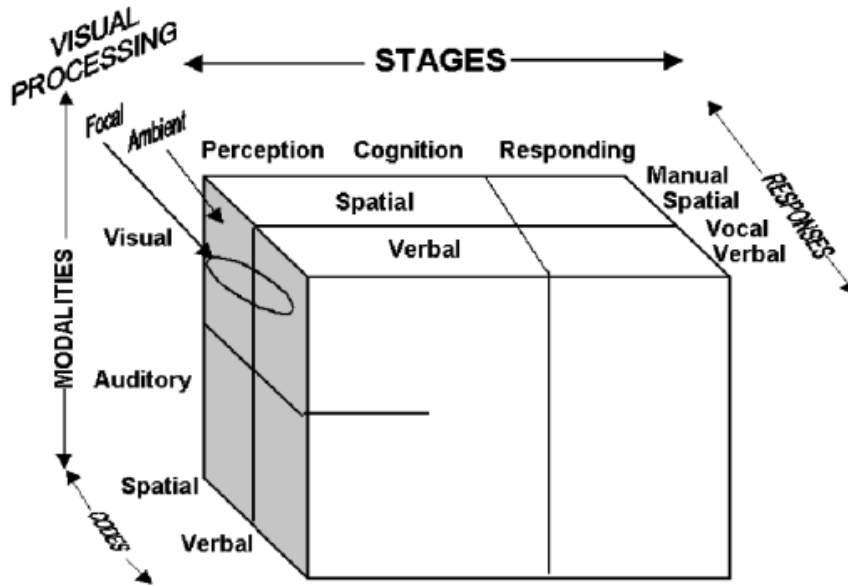 VISUAL
PROCESSING
STAGES
Focal
Ambient
Perception Cognition Responding
Manual
Spatial
Vocal
Verbal
RESPONSES
Spatial
Verbal
Visual
MODALITIES
Auditory
Spatial
Verbal
CODES